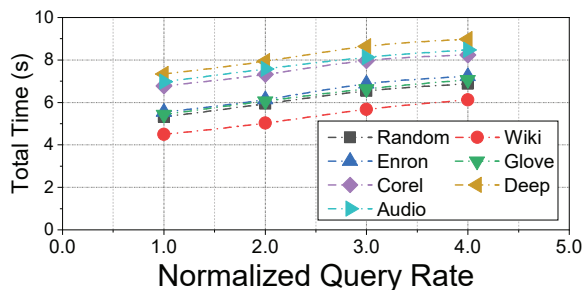 Total Time (s)
10
8
6
4
2
0
Random Wiki
Enron Glove
Corel Deep
Audio
0.0 1.0 2.0 3.0 4.0 5.0
Normalized Query Rate